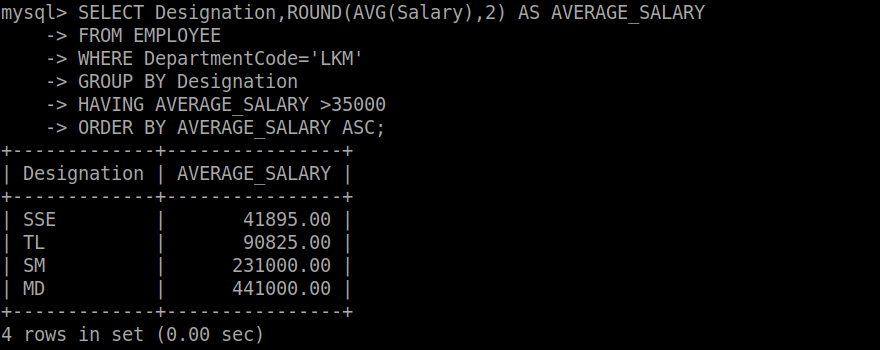 mysql> SELECT Designation,ROUND(AVG(Salary),2) AS AVERAGE_SALARY
    -> FROM EMPLOYEE
    -> WHERE DepartmentCode='LKM'
    -> GROUP BY Designation
    -> HAVING AVERAGE_SALARY >35000
    -> ORDER BY AVERAGE_SALARY ASC;
+-------------+----------------+
| Designation | AVERAGE_SALARY |
+-------------+----------------+
| SSE         |       41895.00 |
| TL          |       90825.00 |
| SM          |      231000.00 |
| MD          |      441000.00 |
+-------------+----------------+
4 rows in set (0.00 sec)